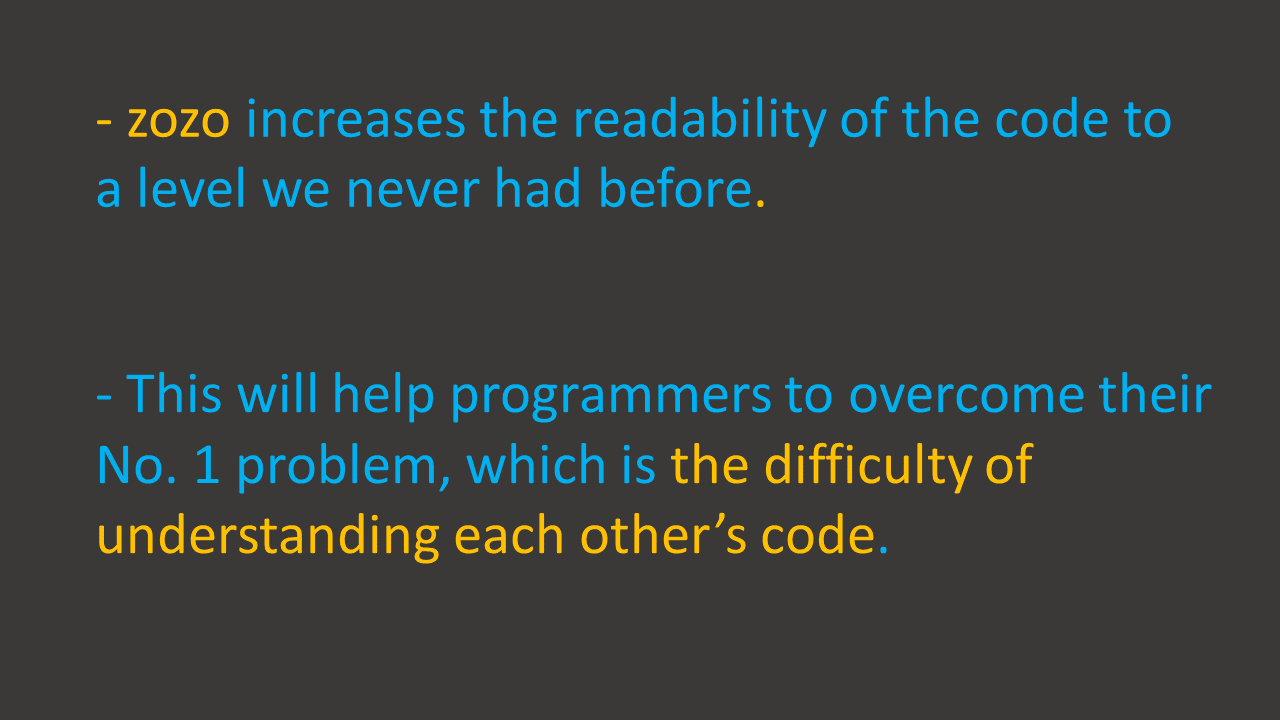 - zozo increases the readability of the code to
a level we never had before.
- This will help programmers to overcome their
No. 1 problem, which is the difficulty of
understanding each other’s code.